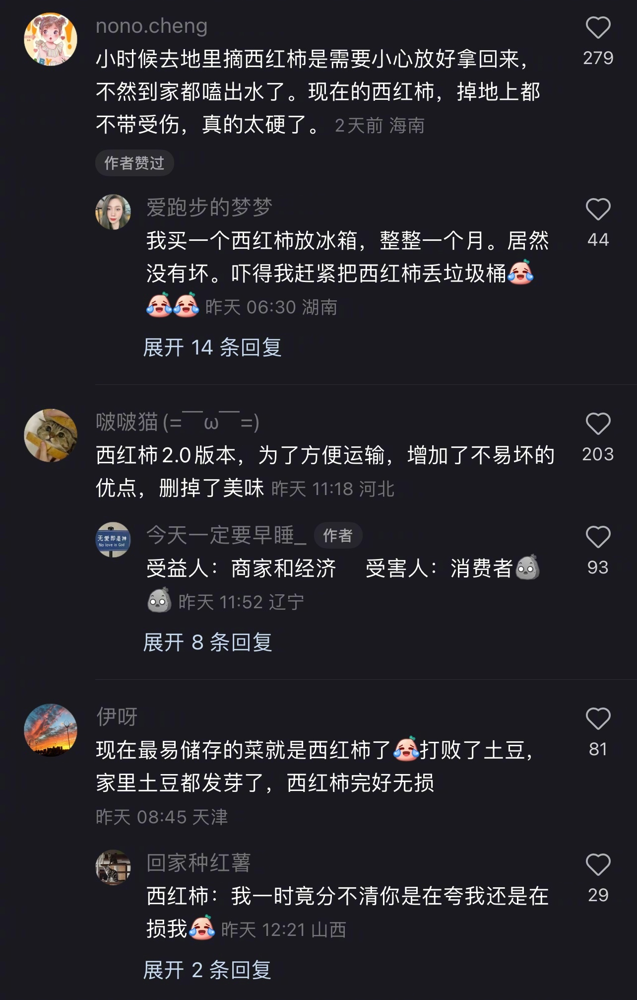 nono.cheng
279
小时候去地里摘西红柿是需要小心放好拿回来，
不然到家都嗑出水了。现在的西红柿，掉地上都
不带受伤，真的太硬了。 2天前 海南
作者赞过
爱跑步的梦梦
44
我买一个西红柿放冰箱，整整一个月。居然
没有坏。吓得我赶紧把西红柿丢垃圾桶
昨天 06:30 湖南
展开 14 条回复
啵啵猫(=￣ω￣=)
203
西红柿2.0版本，为了方便运输，增加了不易坏的
优点，删掉了美味 昨天 11:18 河北
无爱即是神
No love is God
今天一定要早睡_ 作者
93
受益人：商家和经济 受害人：消费者
昨天 11:52 辽宁
展开 8 条回复
伊呀
81
现在最易储存的菜就是西红柿了打败了土豆，
家里土豆都发芽了，西红柿完好无损
昨天 08:45 天津
回家种红薯
29
西红柿：我一时竟分不清你是在夸我还是在
损我 昨天 12:21 山西
展开 2 条回复